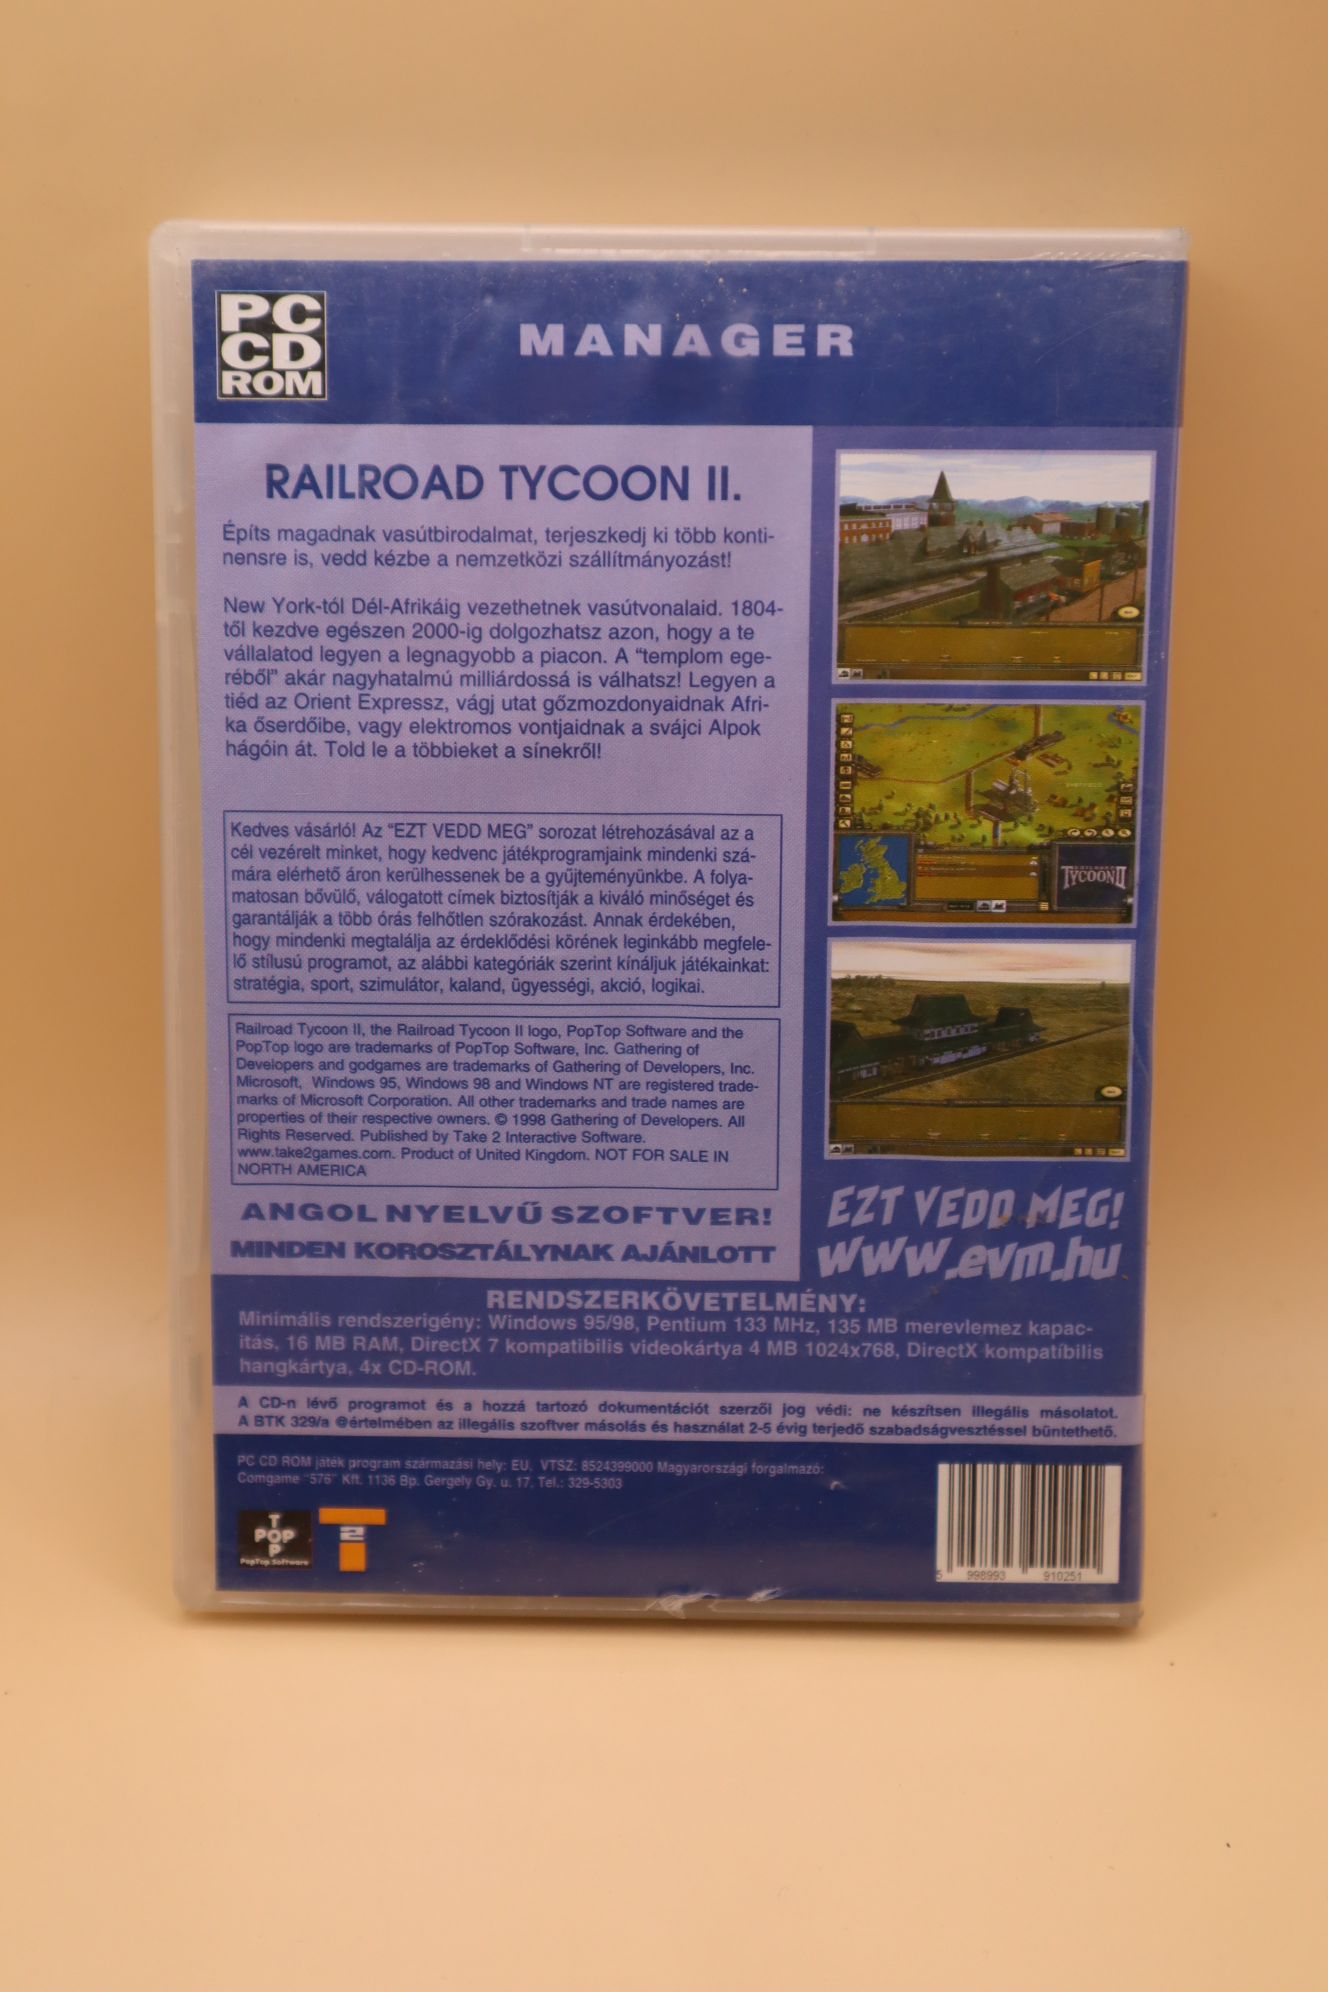 PC
CD
ROM
MANAGER
RAILROAD TYCOON II.
Építs magadnak vasútbirodalmat, terjeszkedj ki több konti-
nensre is, vedd kézbe a nemzetközi szállítmányozást!
New York-tól Dél-Afrikáig vezethetnek vasútvonalaid. 1804-
től kezdve egészen 2000-ig dolgozhatsz azon, hogy a te
vállalatod legyen a legnagyobb a piacon. A "templom ege-
réből" akár nagyhatalmú milliárdossá is válhatsz! Legyen a
tiéd az Orient Expressz, vágj utat gőzmozdonyaidnak Afri-
ka őserdőibe, vagy elektromos vontjaidnak a svájci Alpok
hágóin át. Told le a többieket a sínekről!
Kedves vásárló! Az "EZT VEDD MEG" sorozat létrehozásával az a
cél vezérelt minket, hogy kedvenc játékprogramjaink mindenki szá-
mára elérhető áron kerülhessenek be a gyűjteményünkbe. A folya-
matosan bővülő, válogatott címek biztosítják a kiváló minőséget és
garantálják a több órás felhőtlen szórakozást. Annak érdekében,
hogy mindenki megtalálja az érdeklődési körének leginkább megfele-
lő stílusú programot, az alábbi kategóriák szerint kínáljuk játékainkat:
stratégia, sport, szimulátor, kaland, ügyességi, akció, logikai.
Railroad Tycoon II, the Railroad Tycoon II logo, PopTop Software and the
PopTop logo are trademarks of PopTop Software, Inc. Gathering of
Developers and godgames are trademarks of Gathering of Developers, Inc.
Microsoft, Windows 95, Windows 98 and Windows NT are registered trade-
marks of Microsoft Corporation. All other trademarks and trade names are
properties of their respective owners. © 1998 Gathering of Developers. All
Rights Reserved. Published by Take 2 Interactive Software.
www.take2games.com. Product of United Kingdom. NOT FOR SALE IN
NORTH AMERICA
ANGOL NYELVŰ SZOFTVER!
MINDEN KOROSZTÁLYNAK AJÁNLOTT
TYCOON II
EZT VEDD MEG!
www.evm.hu
RENDSZERKÖVETELMÉNY:
Minimális rendszerigény: Windows 95/98, Pentium 133 MHz, 135 MB merevlemez kapac-
itás, 16 MB RAM, DirectX 7 kompatibilis videokártya 4 MB 1024x768, DirectX kompatíbilis
hangkártya, 4x CD-ROM.
A CD-n lévő programot és a hozzá tartozó dokumentációt szerzői jog védi: ne készítsen illegális másolatot.
A BTK 329/a @értelmében az illegális szoftver másolás és használat 2-5 évig terjedő szabadságvesztéssel büntethető.
PC CD ROM játék program származási hely: EU, VTSZ: 8524399000 Magyarországi forgalmazó:
Comgame "576" Kft. 1136 Bp. Gergely Gy. u. 17, Tel.: 329-5303
TOP
POP
PopTop Software
T2
5 998993 910251